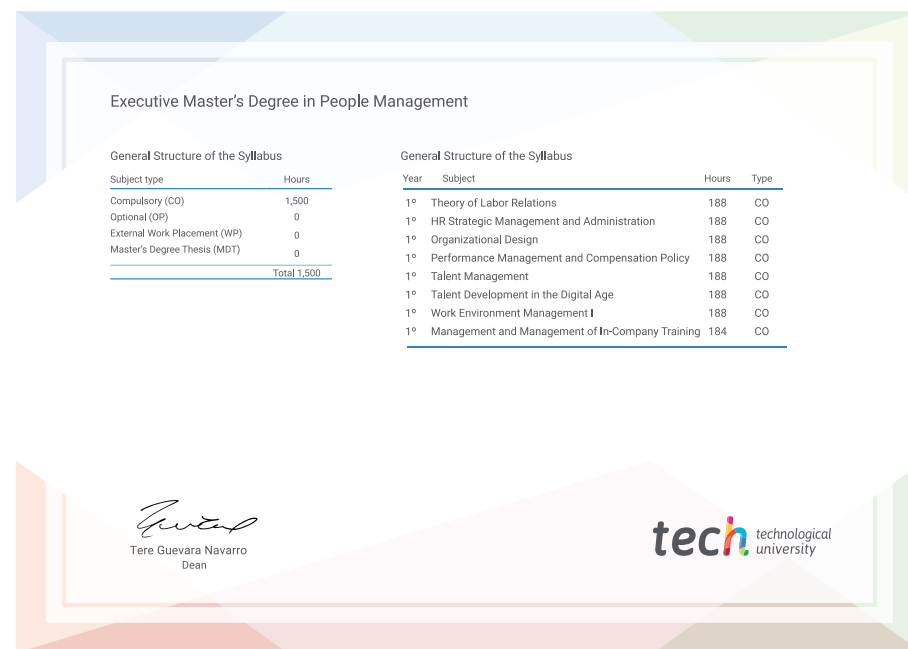 Executive Master's Degree in People Management
General Structure of the Syllabus
Subject type Hours
Compulsory (CO) 1,500
Optional (OP) 0
External Work Placement (WP) 0
Master's Degree Thesis (MDT) 0
Total 1,500
General Structure of the Syllabus
Year Subject Hours Type
1º Theory of Labor Relations 188 CO
1º HR Strategic Management and Administration 188 CO
1º Organizational Design 188 CO
1º Performance Management and Compensation Policy 188 CO
1º Talent Management 188 CO
1º Talent Development in the Digital Age 188 CO
1º Work Environment Management I 188 CO
1º Management and Management of In-Company Training 184 CO
Tere Guevara Navarro
Dean
tech technological
university